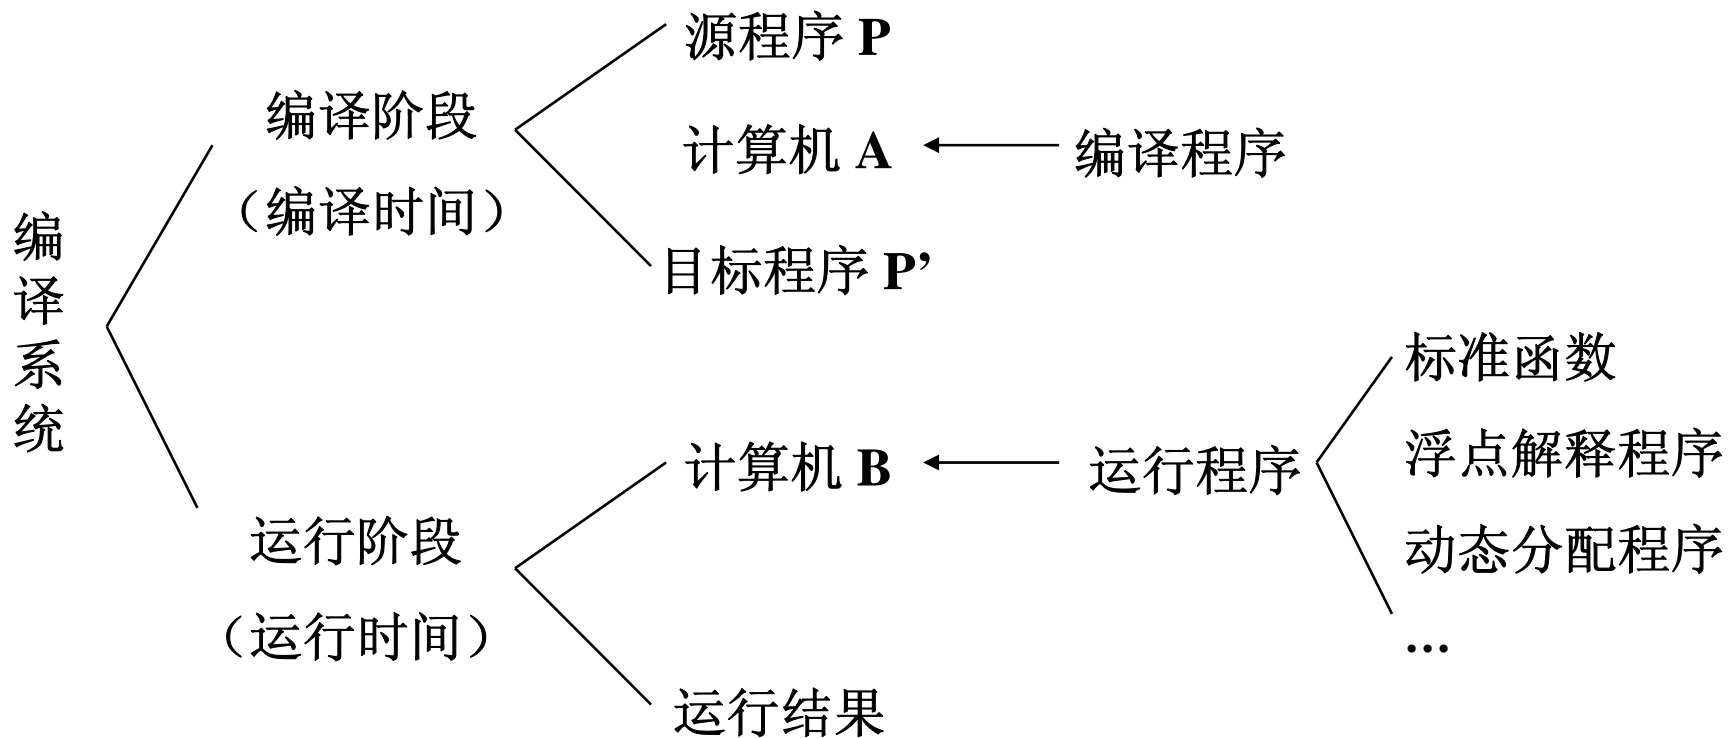 编译系统
编译阶段
（编译时间）
源程序 P
计算机 A
编译程序
目标程序 P’
运行阶段
（运行时间）
计算机 B
运行程序
标准函数
浮点解释程序
动态分配程序
...
运行结果